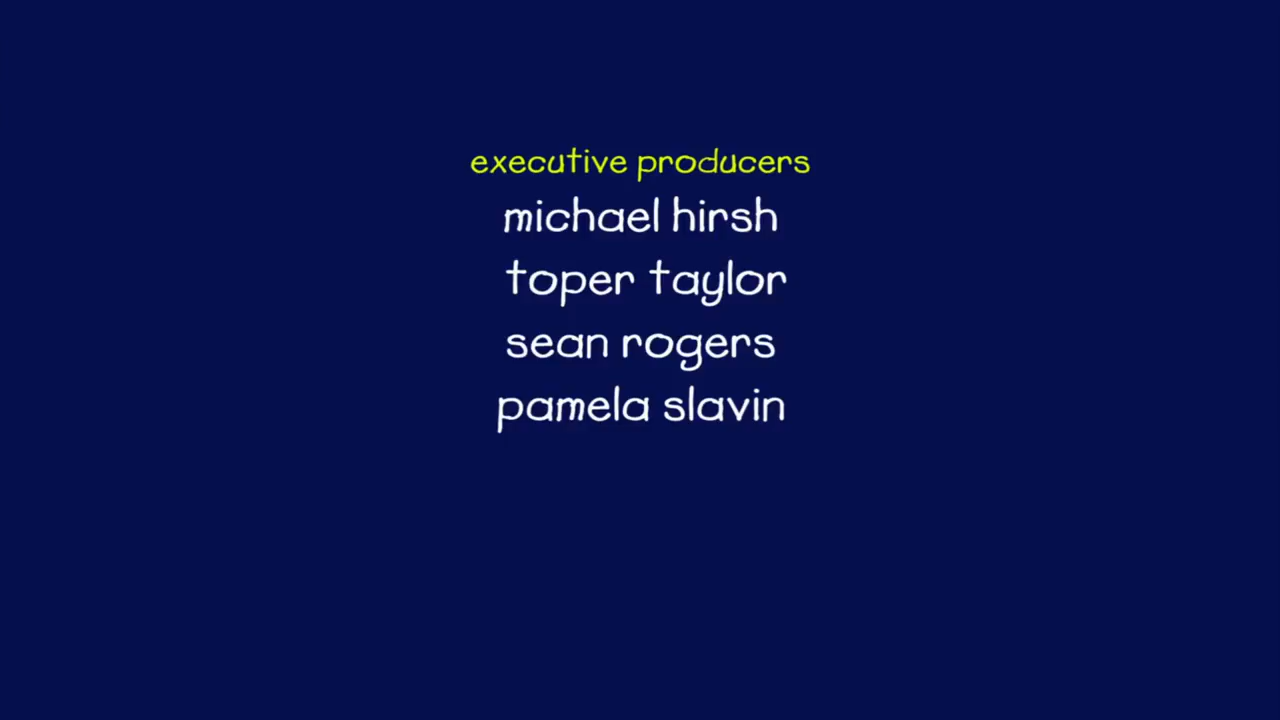 executive producers
michael hirsh
toper taylor
sean rogers
pamela slavin